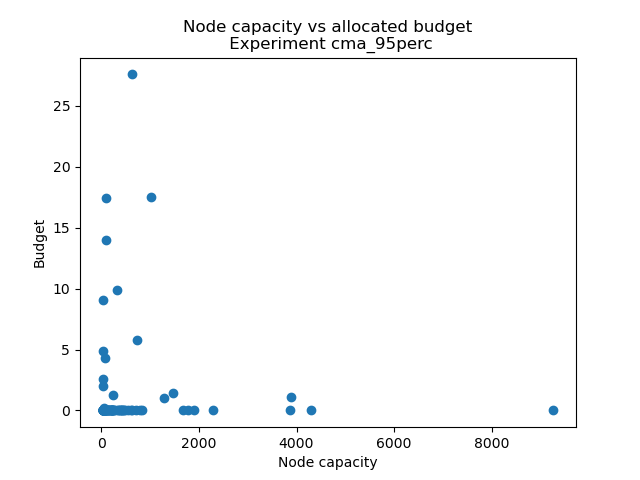 Node capacity vs allocated budget
Experiment cma_95perc
Budget
25
20
15
10
5
0
0
2000
4000
6000
8000
Node capacity